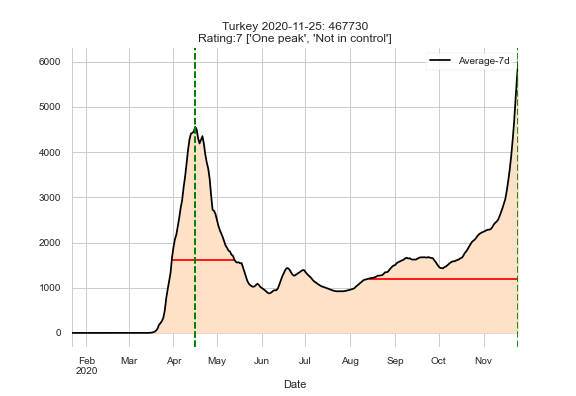 Turkey 2020-11-25: 467730
Rating:7 ['One peak', 'Not in control']
Average-7d
6000
5000
4000
3000
2000
1000
0
Feb Mar Apr May Jun Jul Aug Sep Oct Nov
2020
Date